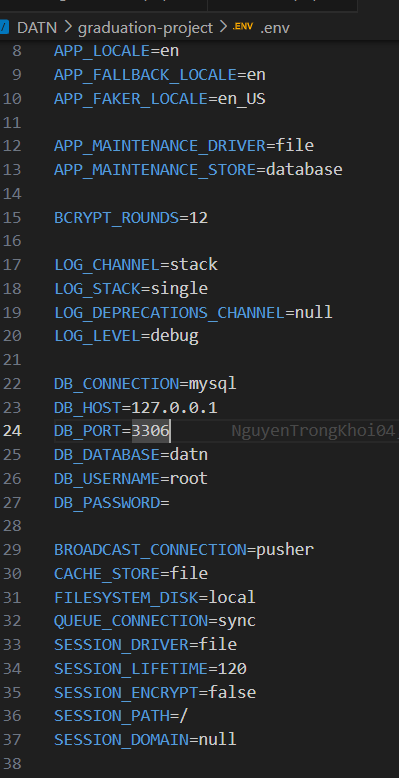 DATN > graduation-project > .ENV .env
8 APP_LOCALE=en
9 APP_FALLBACK_LOCALE=en
10 APP_FAKER_LOCALE=en_US
11
12 APP_MAINTENANCE_DRIVER=file
13 APP_MAINTENANCE_STORE=database
14
15 BCRYPT_ROUNDS=12
16
17 LOG_CHANNEL=stack
18 LOG_STACK=single
19 LOG_DEPRECATIONS_CHANNEL=null
20 LOG_LEVEL=debug
21
22 DB_CONNECTION=mysql
23 DB_HOST=127.0.0.1
24 DB_PORT=3306 NguyenTrongKhoi04,
25 DB_DATABASE=datn
26 DB_USERNAME=root
27 DB_PASSWORD=
28
29 BROADCAST_CONNECTION=pusher
30 CACHE_STORE=file
31 FILESYSTEM_DISK=local
32 QUEUE_CONNECTION=sync
33 SESSION_DRIVER=file
34 SESSION_LIFETIME=120
35 SESSION_ENCRYPT=false
36 SESSION_PATH=/
37 SESSION_DOMAIN=null
38